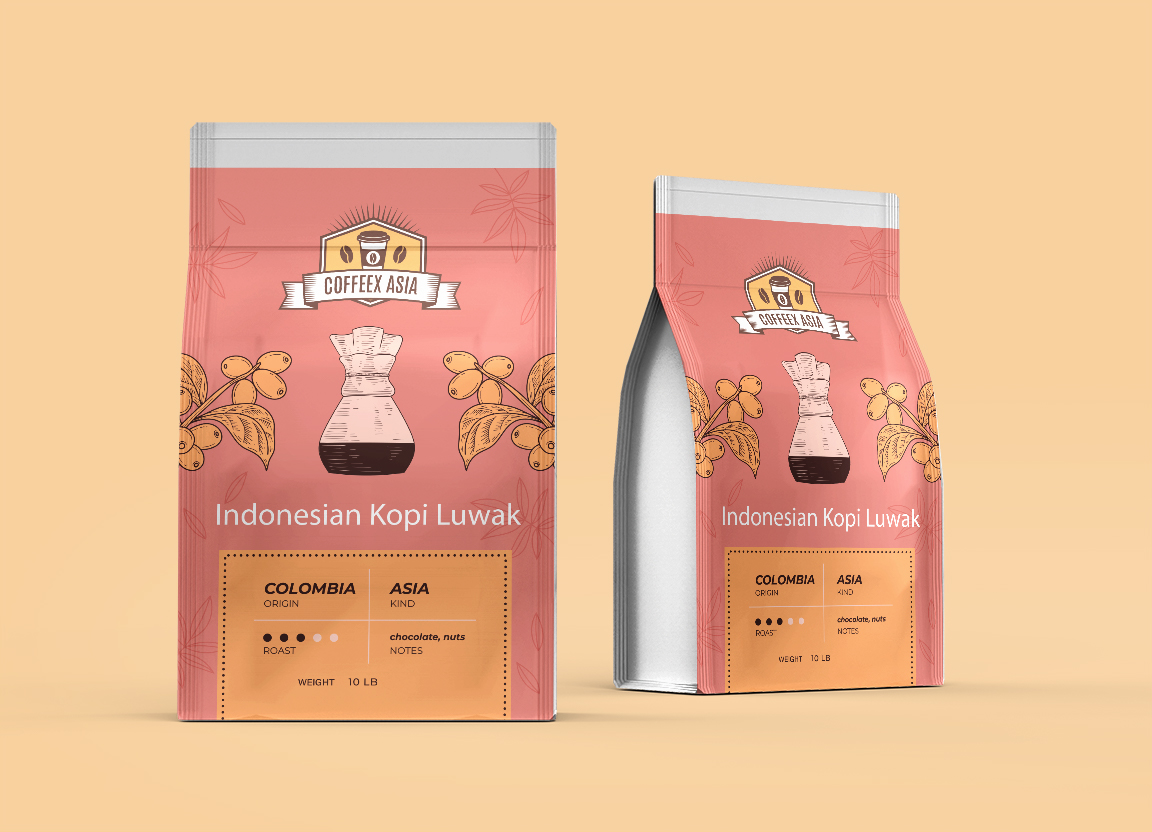 COFFEEX ASIA
Indonesian Kopi Luwak
COLOMBIA
ORIGIN
ASIA
KIND
ROAST
chocolate, nuts
NOTES
WEIGHT 10 LB
COFFEEX ASIA
Indonesian Kopi Luwak
COLOMBIA
ORIGIN
ASIA
KIND
ROAST
chocolate, nuts
NOTES
WEIGHT 10 LB